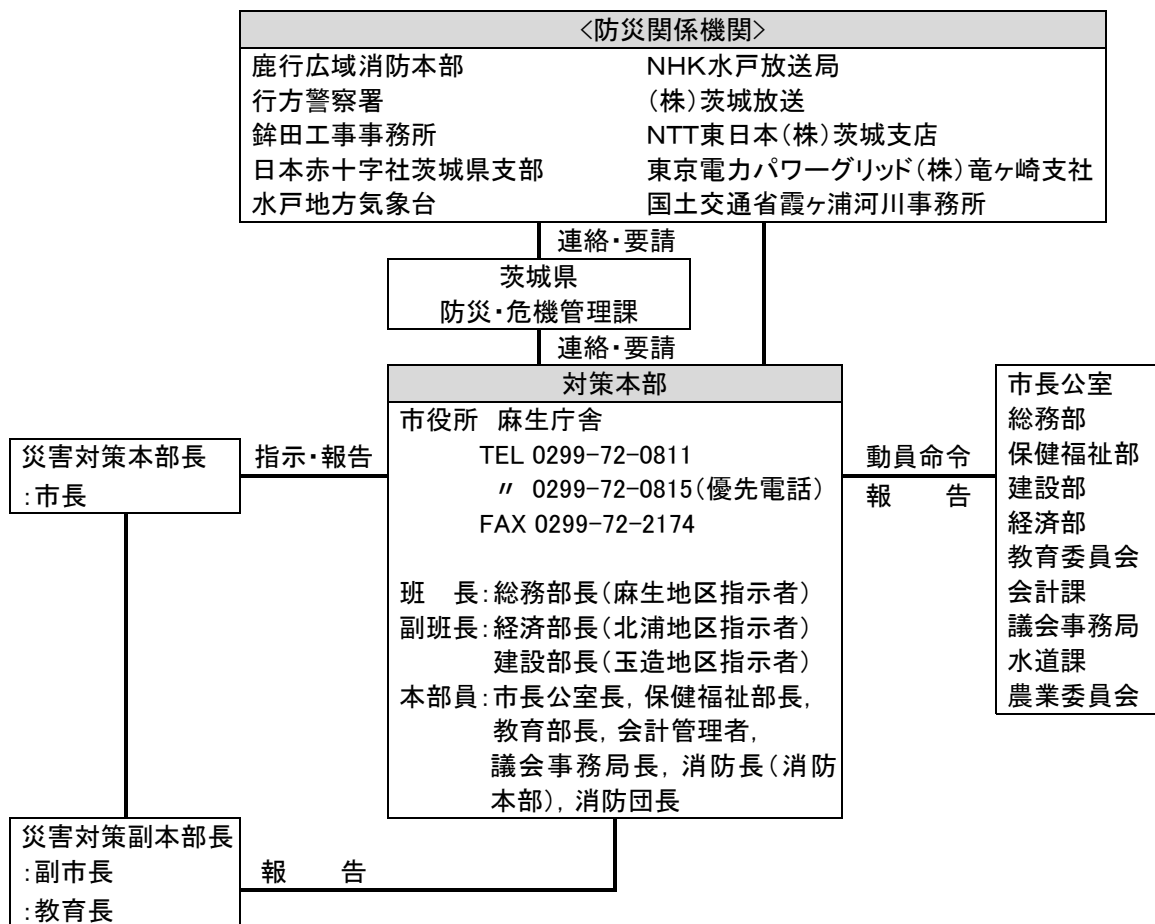 <防災関係機関>
鹿行広域消防本部
行方警察署
鉾田工事事務所
日本赤十字社茨城県支部
水戸地方気象台
NHK水戸放送局
(株)茨城放送
NTT東日本(株)茨城支店
東京電力パワーグリッド(株)竜ヶ崎支社
国土交通省霞ヶ浦河川事務所
連絡・要請
茨城県
防災・危機管理課
連絡・要請
対策本部
市役所 麻生庁舎
TEL 0299-72-0811
〃 0299-72-0815(優先電話)
FAX 0299-72-2174
班 長:総務部長(麻生地区指示者)
副班長:経済部長(北浦地区指示者)
建設部長(玉造地区指示者)
本部員:市長公室長, 保健福祉部長,
教育部長, 会計管理者,
議会事務局長, 消防長(消防
本部), 消防団長
災害対策本部長
:市長
指示・報告
動員命令
報 告
市長公室
総務部
保健福祉部
建設部
経済部
教育委員会
会計課
議会事務局
水道課
農業委員会
災害対策副本部長
:副市長
:教育長
報 告